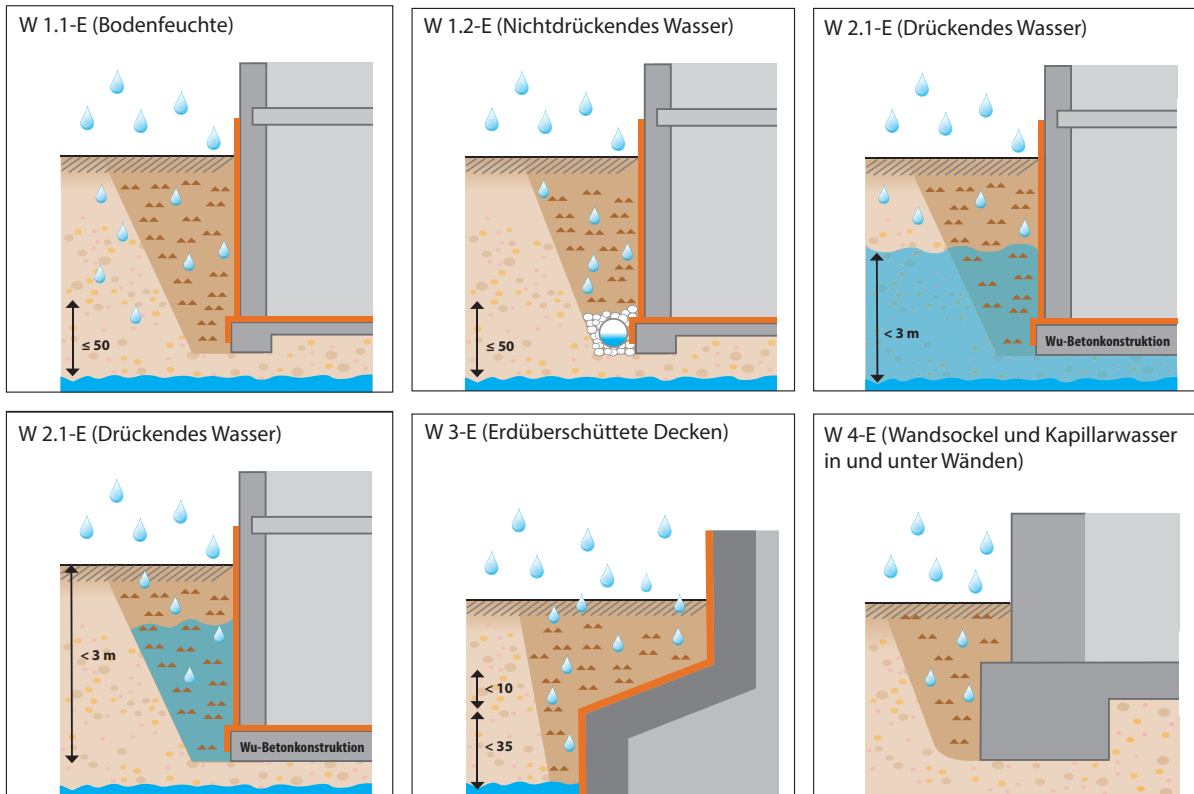 W 1.1-E (Bodenfeuchte)
≤ 50
W 1.2-E (Nichtdrückendes Wasser)
≤ 50
W 2.1-E (Drückendes Wasser)
< 3 m
Wu-Betonkonstruktion
W 2.1-E (Drückendes Wasser)
< 3 m
Wu-Betonkonstruktion
W 3-E (Erdüberschüttete Decken)
< 10
< 35
W 4-E (Wandsockel und Kapillarwasser
in und unter Wänden)